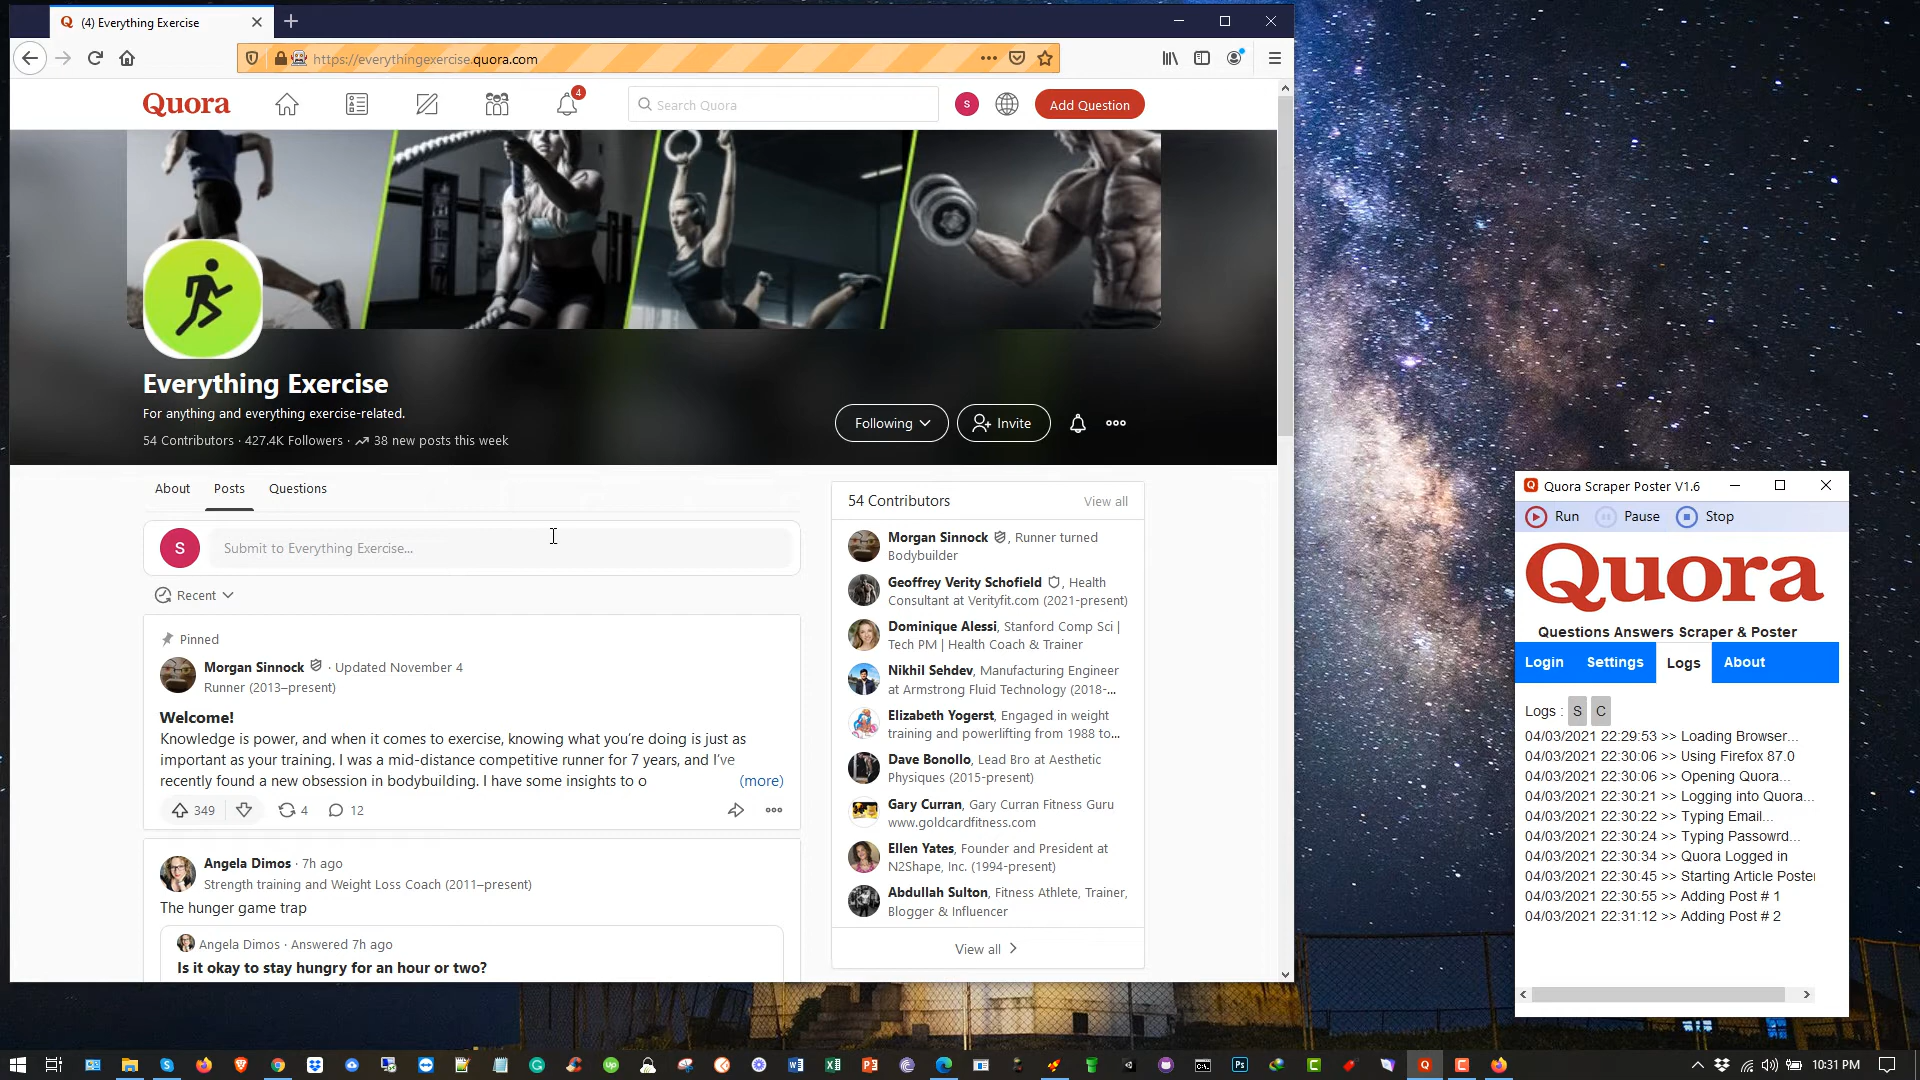 (4) Everything Exercise
https://everythingexercise.quora.com
Quora
4
Search Quora
S
Add Question
Everything Exercise
For anything and everything exercise-related.
54 Contributors · 427.4K Followers · 38 new posts this week
Following
Invite
About
Posts
Questions
S
Submit to Everything Exercise...
Recent
Pinned
Morgan Sinnock · Updated November 4
Runner (2013–present)
Welcome!
Knowledge is power, and when it comes to exercise, knowing what you’re doing is just as
important as your training. I was a mid-distance competitive runner for 7 years, and I’ve
recently found a new obsession in bodybuilding. I have some insights to o (more)
349
4
12
Angela Dimos · 7h ago
Strength training and Weight Loss Coach (2011–present)
The hunger game trap
Angela Dimos · Answered 7h ago
Is it okay to stay hungry for an hour or two?
54 Contributors
View all
Morgan Sinnock, Runner turned
Bodybuilder
Geoffrey Verity Schofield, Health
Consultant at Verityfit.com (2021-present)
Dominique Alessi, Stanford Comp Sci |
Tech PM | Health Coach & Trainer
Nikhil Sehdev, Manufacturing Engineer
at Armstrong Fluid Technology (2018-...
Elizabeth Yogerst, Engaged in weight
training and powerlifting from 1988 to...
Dave Bonollo, Lead Bro at Aesthetic
Physiques (2015-present)
Gary Curran, Gary Curran Fitness Guru
www.goldcardfitness.com
Ellen Yates, Founder and President at
N2Shape, Inc. (1994-present)
Abdullah Sulton, Fitness Athlete, Trainer,
Blogger & Influencer
View all
Quora Scraper Poster V1.6
Run
Pause
Stop
Quora
Questions Answers Scraper & Poster
Login
Settings
Logs
About
Logs : S C
04/03/2021 22:29:53 >> Loading Browser...
04/03/2021 22:30:06 >> Using Firefox 87.0
04/03/2021 22:30:06 >> Opening Quora...
04/03/2021 22:30:21 >> Logging into Quora...
04/03/2021 22:30:22 >> Typing Email...
04/03/2021 22:30:24 >> Typing Passowrd...
04/03/2021 22:30:34 >> Quora Logged in
04/03/2021 22:30:45 >> Starting Article Poster
04/03/2021 22:30:55 >> Adding Post # 1
04/03/2021 22:31:12 >> Adding Post # 2
10:31 PM